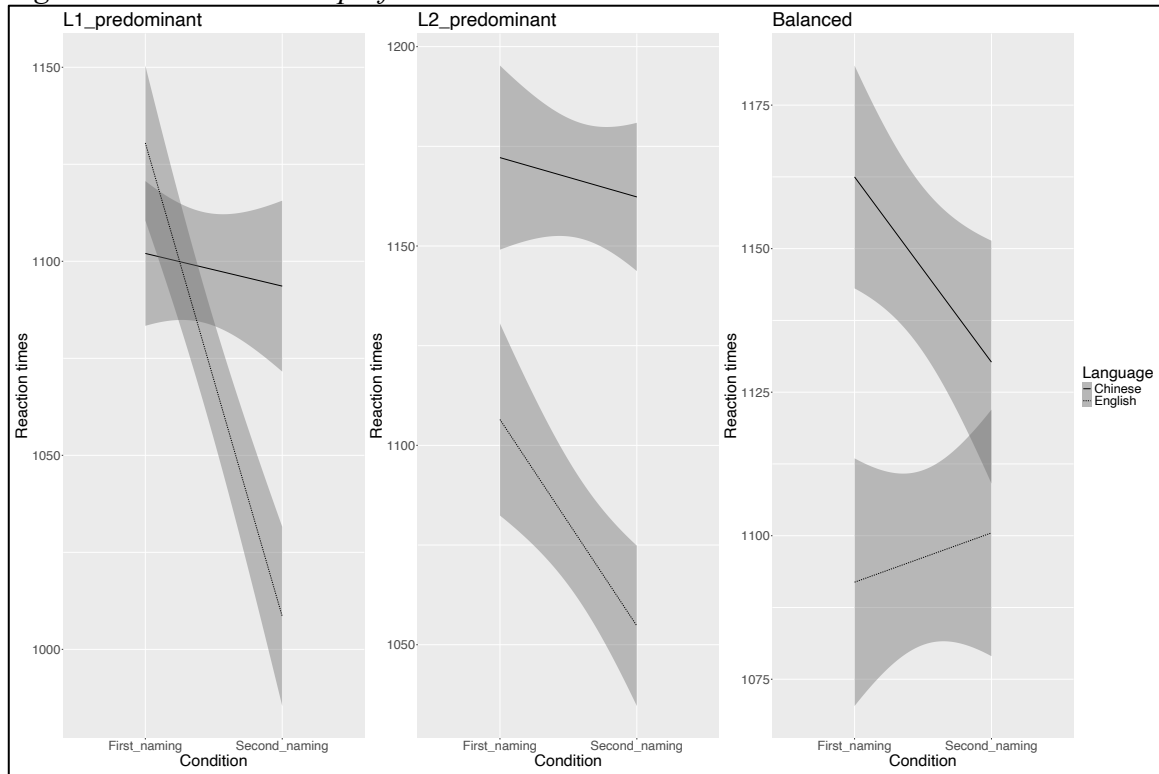 L1_predominant
1150
1100
1050
1000
Reaction times
First_naming Second_naming
Condition
L2_predominant
1200
1150
1100
1050
Reaction times
First_naming Second_naming
Condition
Balanced
1175
1150
1125
1100
1075
Reaction times
First_naming Second_naming
Condition
Language
Chinese
English